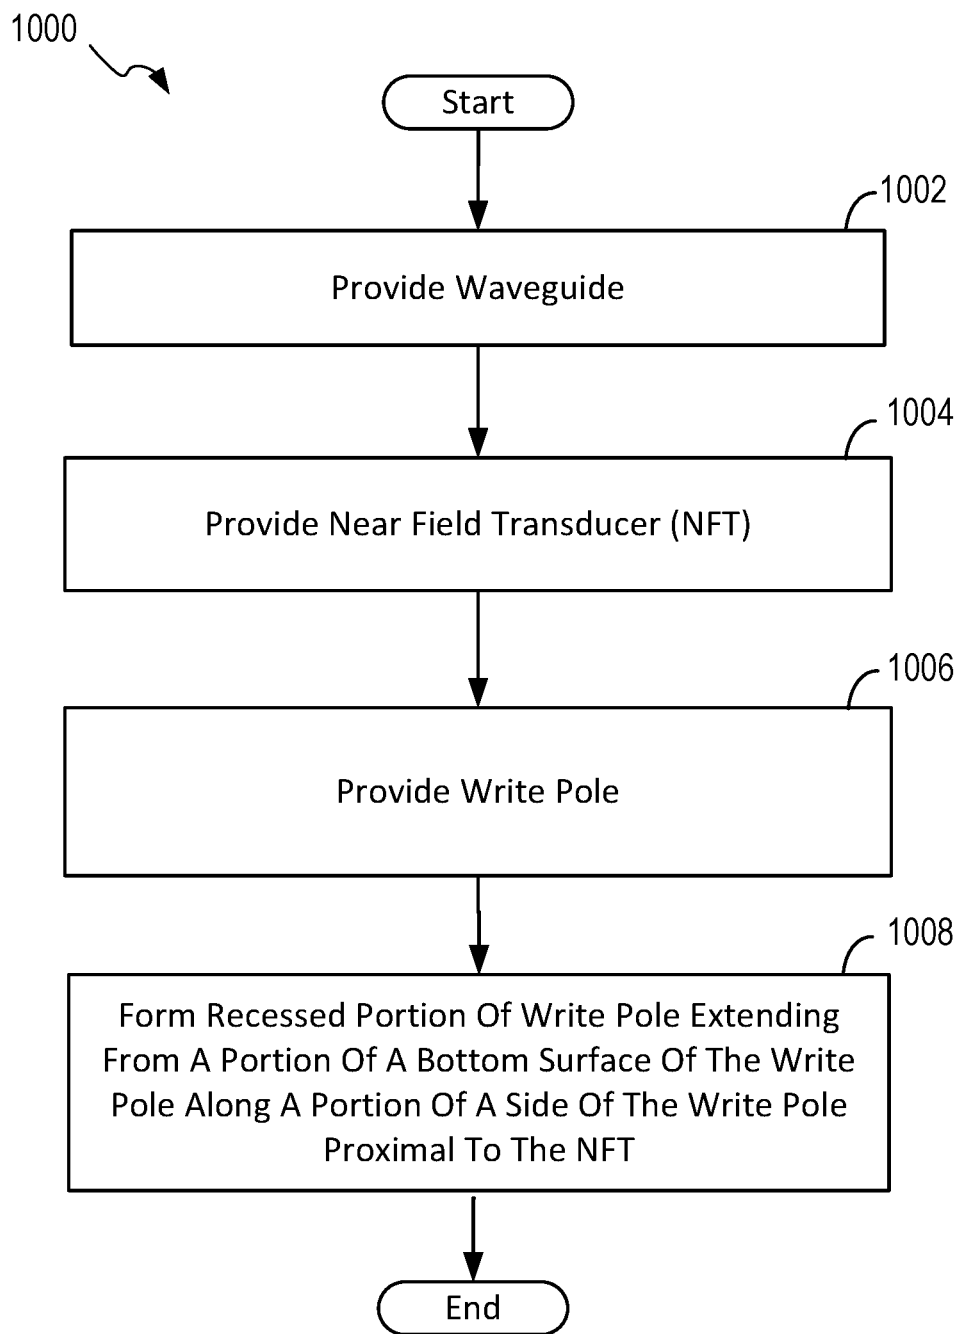 1000
Start
1002
Provide Waveguide
1004
Provide Near Field Transducer (NFT)
1006
Provide Write Pole
1008
Form Recessed Portion Of Write Pole Extending
From A Portion Of A Bottom Surface Of The Write
Pole Along A Portion Of A Side Of The Write Pole
Proximal To The NFT
End